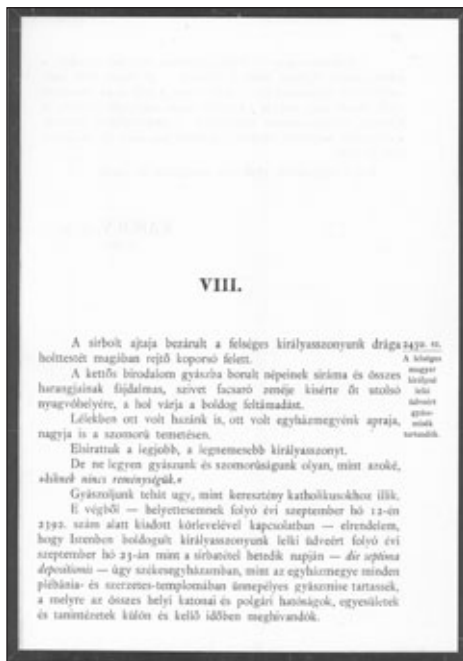 VIII.
A sirbolt ajtaja bezárult a felséges királyasszonyunk drága
holttestét magában rejtő koporsó felett.
A kettős birodalom gyászba borult népeinek siráma és összes
harangjainak fájdalmas, szivet facsaró zenéje kisérte őt utolsó
nyugvóhelyére, a hol várja a boldog feltámadást.
Lélekben ott volt hazánk is, ott volt egyházmegyénk apraja,
nagyja is a szomorú temetésen.
Elsirattuk a legjobb, a legnemesebb királyasszonyt.
De ne legyen gyászunk és szomorúságunk olyan, mint azoké,
»kiknek nincs reménységük.«
Gyászoljunk tehát ugy, mint keresztény katholikusokhoz illik.
E végből — helyettesemnek folyó évi szeptember hó 12-én
2392. szám alatt kiadott körlevelével kapcsolatban — elrendelem,
hogy Istenben boldogult királyasszonyunk lelki üdveért folyó évi
szeptember hó 23-án mint a sirbatétel hetedik napján — die septima
depositionis — úgy székesegyházamban, mint az egyházmegye minden
plébánia- és szerzetes-templomában ünnepélyes gyászmise tartassék,
a melyre az összes helyi katonai és polgári hatóságok, egyesületek
és tanintézetek külön és kellő időben meghivandók.
A felséges
magyar
királyné
lelki
üdveért
gyász-
misék
tartandók.